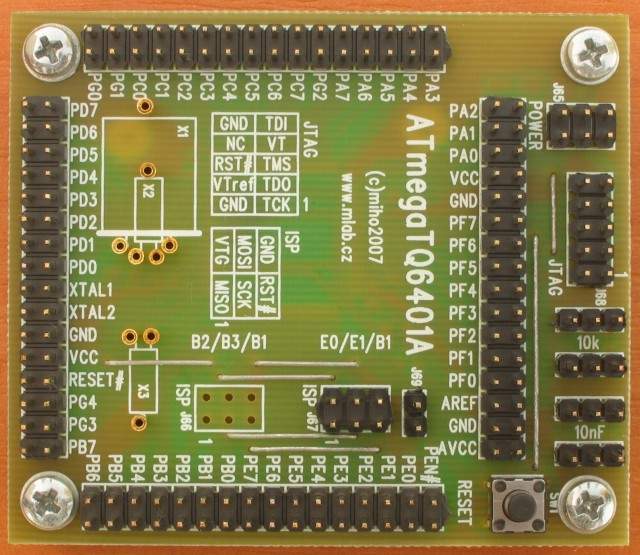 PG0 PG1 PC0 PC1 PC2 PC3 PC4 PC5 PC6 PC7 PG2 PA7 PA6 PA5 PA4 PA3
PD7
PD6
PD5
PD4
PD3
PD2
PD1
PD0
XTAL1
XTAL2
GND
VCC
RESET#
PG4
PG3
PB7
X1
X2
X3
GND TDI
NC VT
RST# TMS
VTref TDO
GND TCK
JTAG
1
ISP
GND RST#
MOSI SCK
VTG MISO
1
ATmegaTQ6401A
(c)miho2007
www.mlab.cz
B2/B3/B1
E0/E1/B1
ISP J66
1
ISP J67
1
J69
PA2
PA1
PA0
VCC
GND
PF7
PF6
PF5
PF4
PF3
PF2
PF1
PF0
AREF
GND
AVCC
POWER
J65
JTAG
J68
1
10k
10nF
PB6 PB5 PB4 PB3 PB2 PB1 PB0 PE7 PE6 PE5 PE4 PE3 PE2 PE1 PE0 PEN#
RESET
SW1